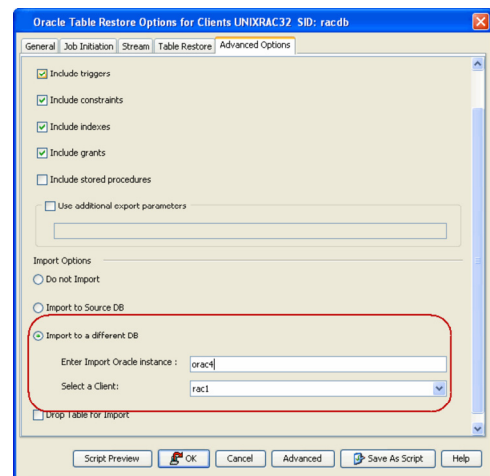 Oracle Table Restore Options for Clients UNIXRAC32 SID: racdb
General Job Initiation Stream Table Restore Advanced Options
Include triggers
Include constraints
Include indexes
Include grants
Include stored procedures
Use additional export parameters
Import Options
Do not Import
Import to Source DB
Import to a different DB
Enter Import Oracle instance : orac4
Select a Client: rac1
Drop Table for Import
Script Preview OK Cancel Advanced Save As Script Help